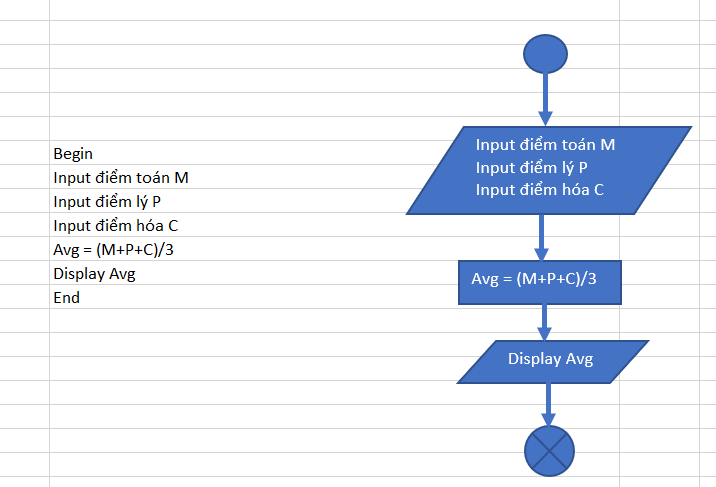 Begin
Input điểm toán M
Input điểm lý P
Input điểm hóa C
Avg = (M+P+C)/3
Display Avg
End
Input điểm toán M
Input điểm lý P
Input điểm hóa C
Avg = (M+P+C)/3
Display Avg